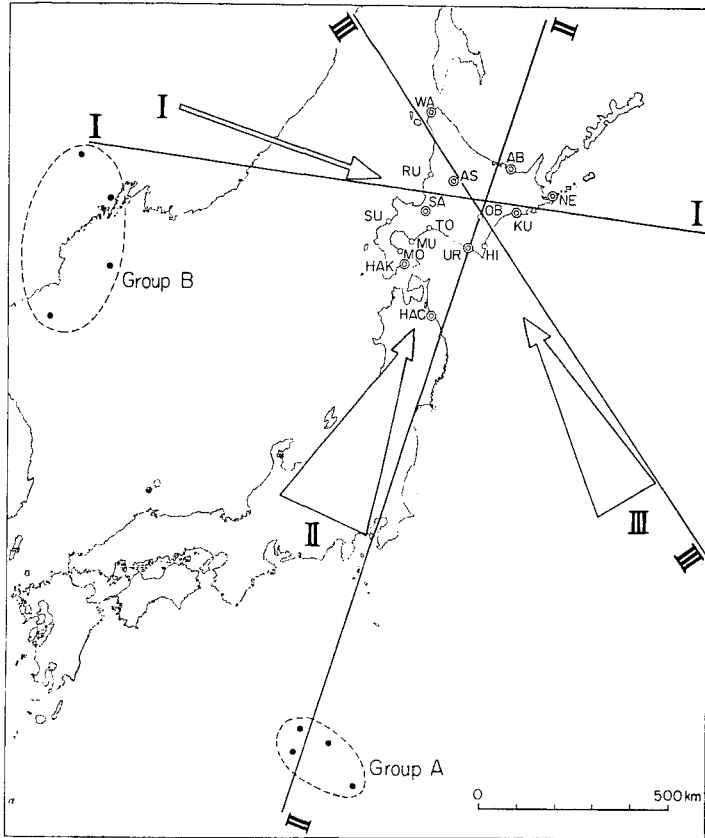 III
II
I
I
WA
RU
AS
AB
NE
SA
OB
KU
SU
TO
MU
UR
HI
MO
HAK
HAC
I
Group B
II
III
III
Group A
II
0 500 km